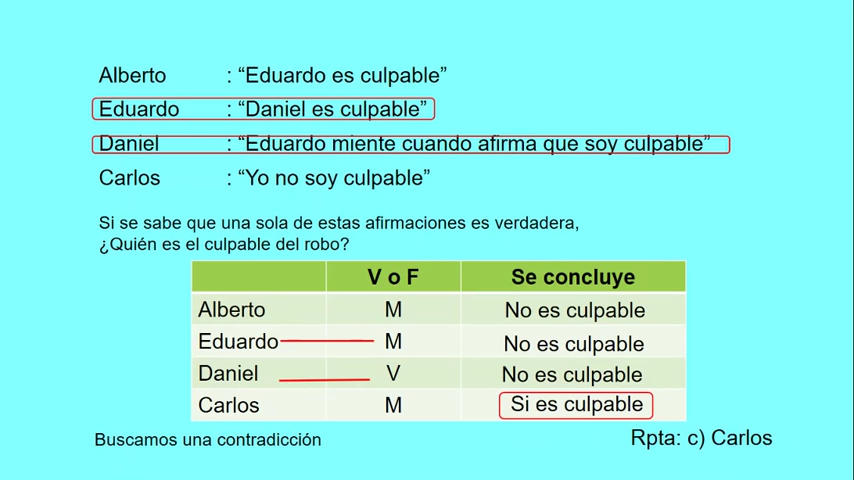 Alberto : “Eduardo es culpable”
Eduardo : “Daniel es culpable”
Daniel : “Eduardo miente cuando afirma que soy culpable”
Carlos : “Yo no soy culpable”
Si se sabe que una sola de estas afirmaciones es verdadera,
¿Quién es el culpable del robo?
V o F Se concluye
Alberto M No es culpable
Eduardo M No es culpable
Daniel V No es culpable
Carlos M Si es culpable
Buscamos una contradicción
Rpta: c) Carlos